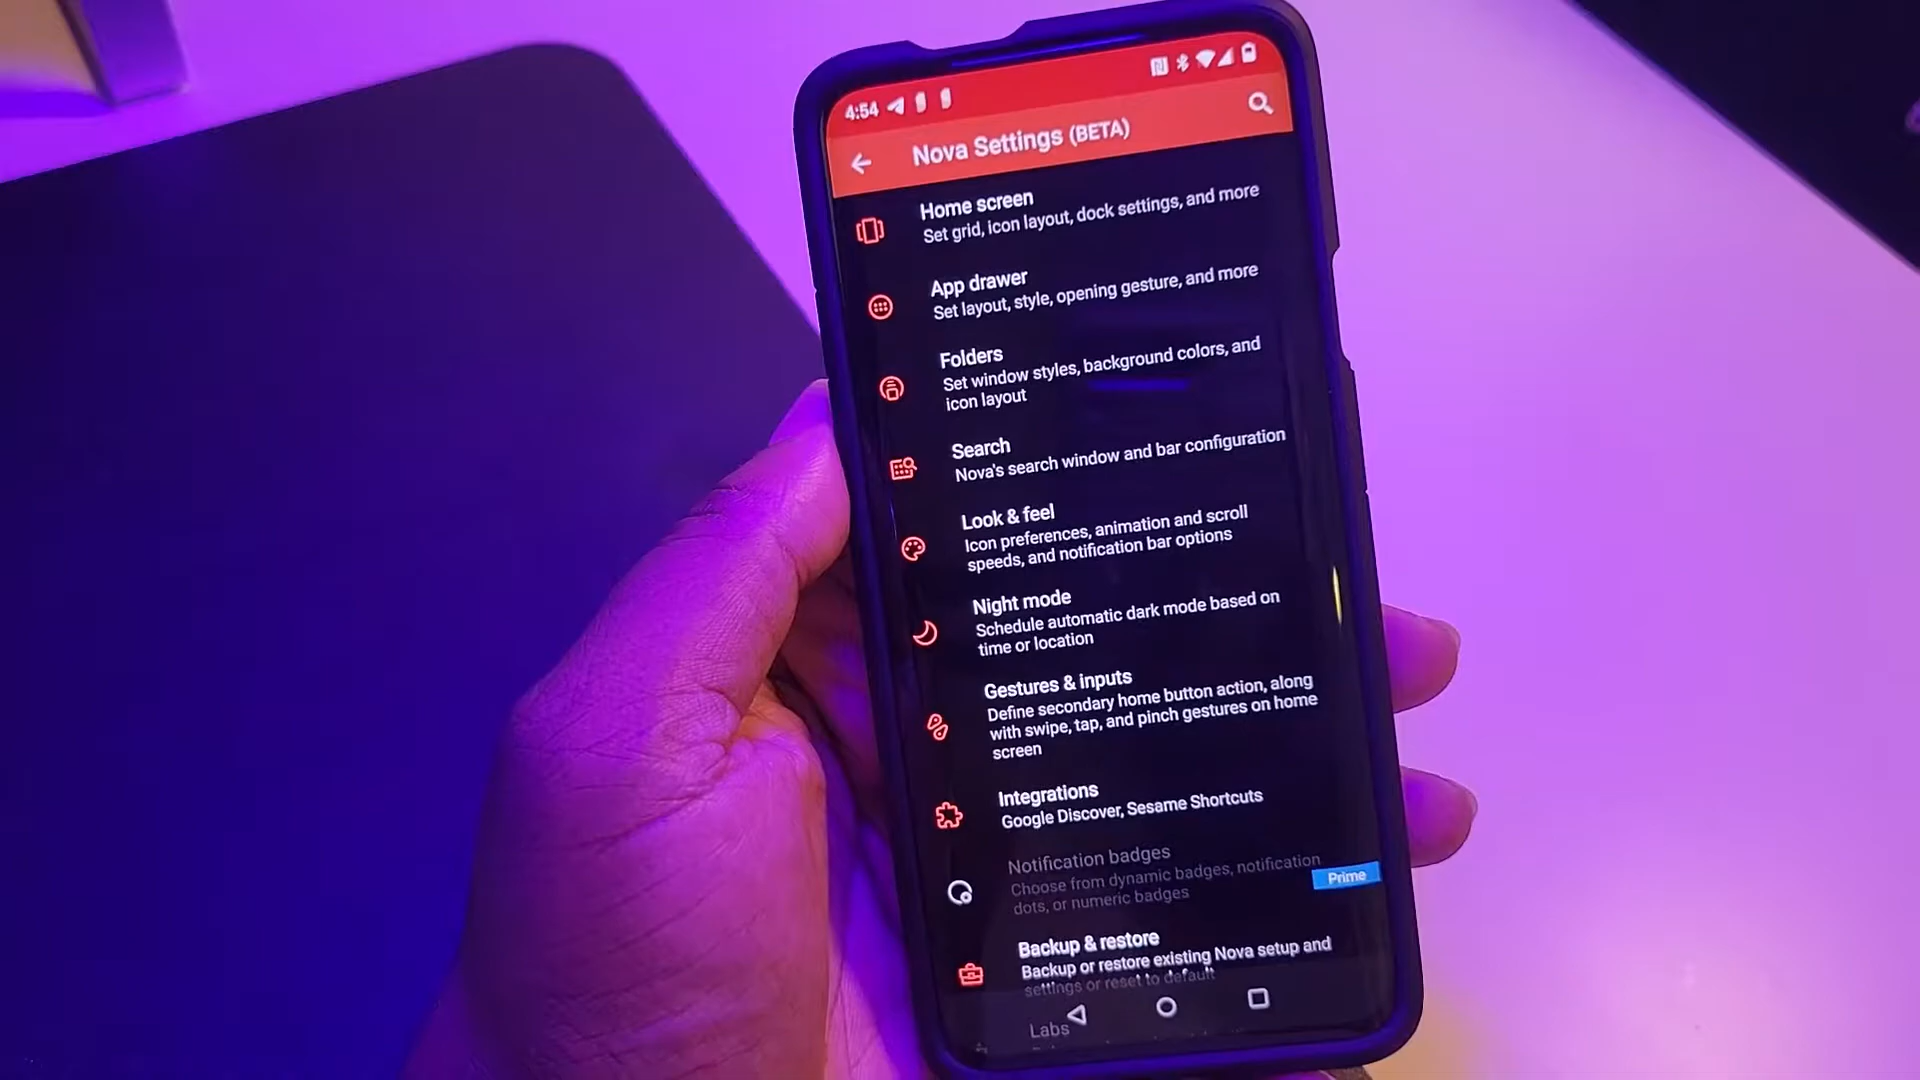 4:54
Nova Settings (BETA)
Home screen
Set grid, icon layout, dock settings, and more
App drawer
Set layout, style, opening gesture, and more
Folders
Set window styles, background colors, and
icon layout
Search
Nova's search window and bar configuration
Look & feel
Icon preferences, animation and scroll
speeds, and notification bar options
Night mode
Schedule automatic dark mode based on
time or location
Gestures & inputs
Define secondary home button action, along
with swipe, tap, and pinch gestures on home
screen
Integrations
Google Discover, Sesame Shortcuts
Notification badges
Choose from dynamic badges, notification
dots, or numeric badges
Prime
Backup & restore
Backup or restore existing Nova setup and
settings or reset to default
Labs